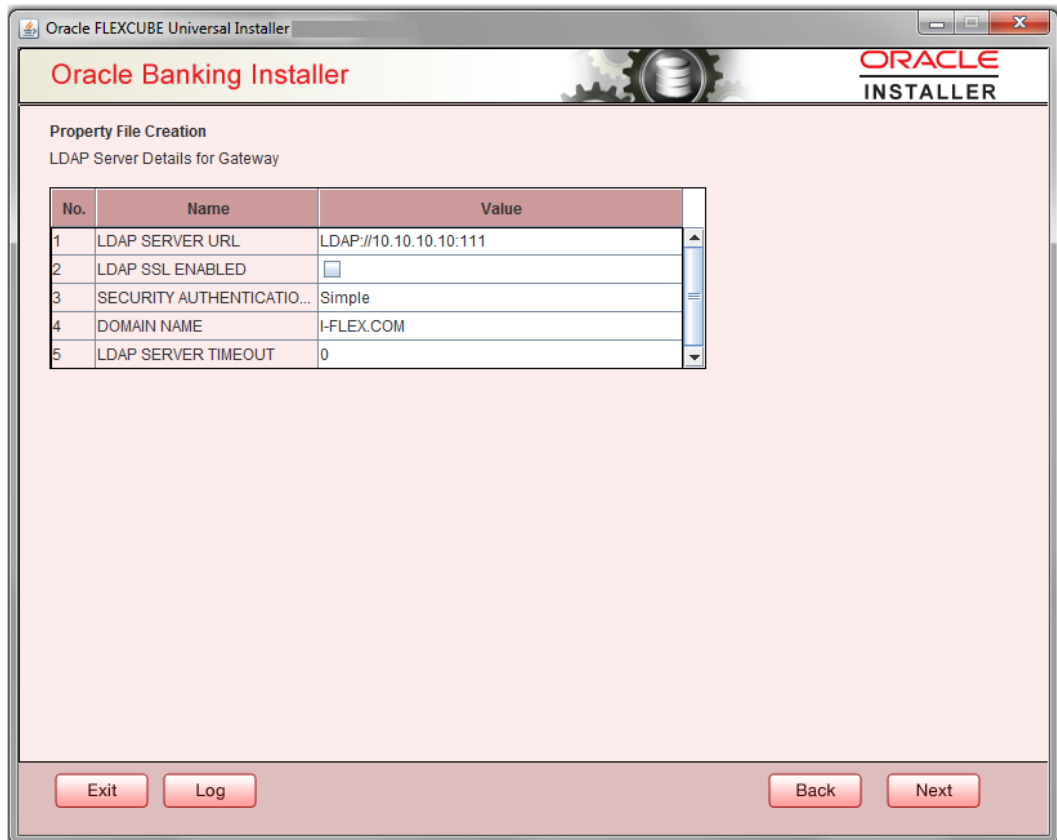 Oracle FLEXCUBE Universal Installer
Oracle Banking Installer
ORACLE
INSTALLER
Property File Creation
LDAP Server Details for Gateway
No. Name Value
1 LDAP SERVER URL LDAP://10.10.10.10:111
2 LDAP SSL ENABLED
3 SECURITY AUTHENTICATIO... Simple
4 DOMAIN NAME I-FLEX.COM
5 LDAP SERVER TIMEOUT 0
Exit Log Back Next